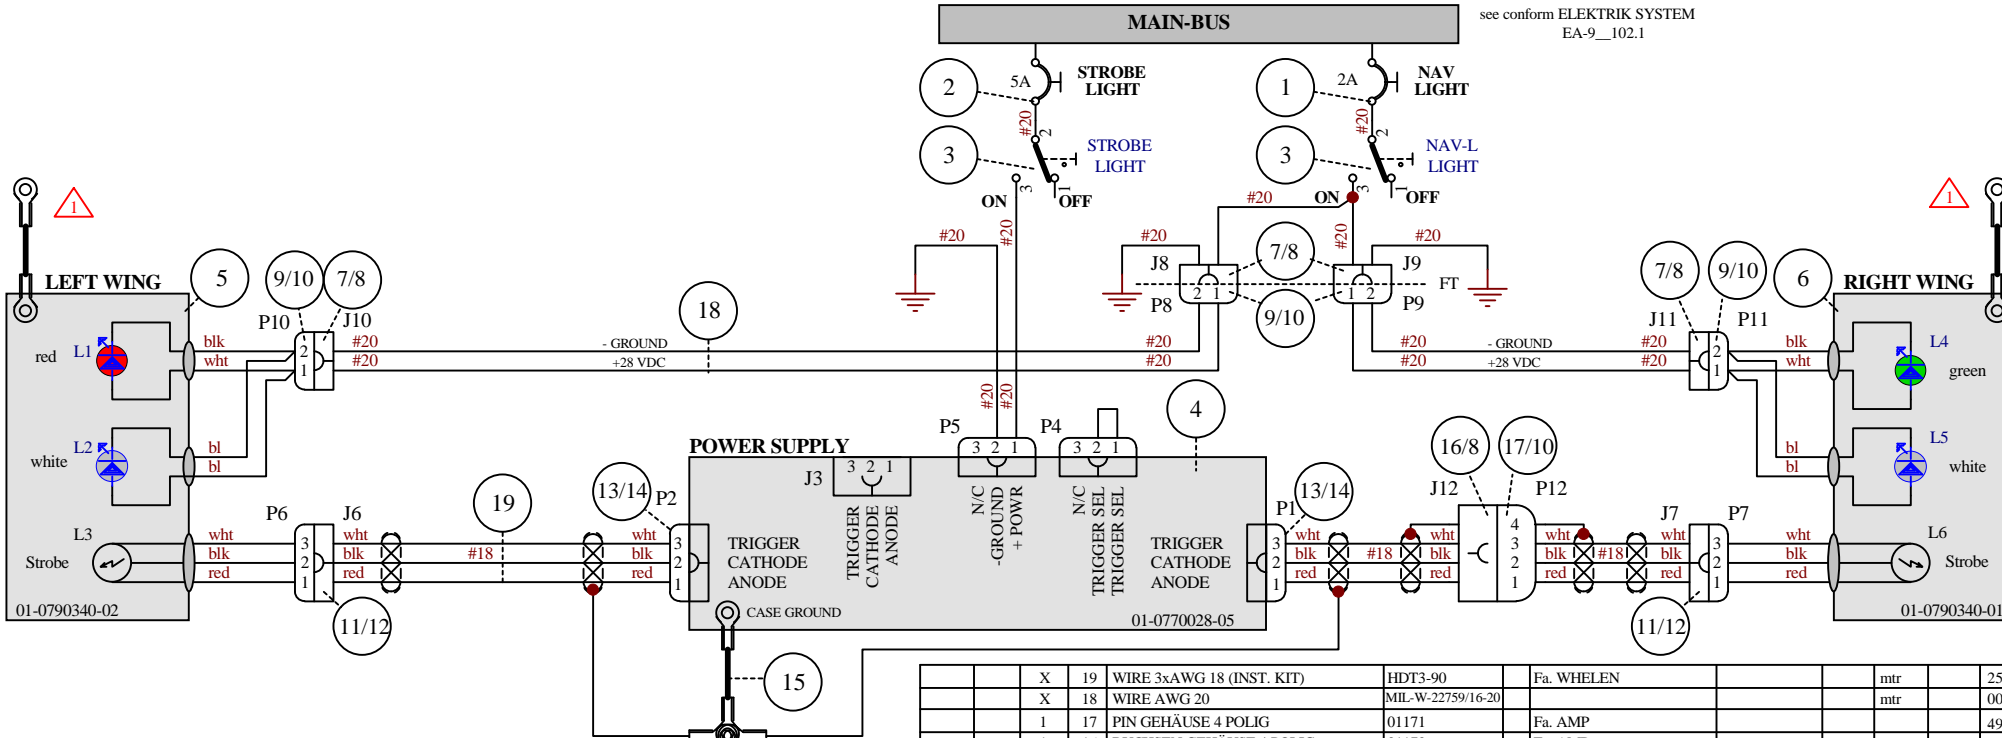 MAIN-BUS
see conform ELEKTRIK SYSTEM
EA-9__102.1
2
5A
STROBE
LIGHT
1
2A
NAV
LIGHT
#20
2
#20
2
3
STROBE
LIGHT
3
NAV-L
LIGHT
3
1
ON
OFF
3
1
ON
OFF
1
1
#20
#20
#20
#20
#20
#20
LEFT WING
5
9/10
7/8
7/8
J8
J9
FT
7/8
9/10
6
RIGHT WING
2 1
1 2
P8
P9
9/10
18
P10
J10
J11
P11
red
L1
blk
wht
2
1
#20
#20
- GROUND
+28 VDC
#20
#20
#20
#20
- GROUND
+28 VDC
#20
#20
2
1
blk
wht
L4
green
#20
#20
4
P5
P4
white
L2
bl
bl
POWER SUPPLY
J3
3 2 1
3 2 1
3 2 1
16/8
17/10
bl
bl
L5
white
19
13/14
P2
13/14
P1
J12
P12
P6
J6
J7
P7
L3
Strobe
wht
blk
red
3
2
1
wht
blk
red
#18
wht
blk
red
3
2
1
TRIGGER
CATHODE
ANODE
TRIGGER
CATHODE
ANODE
N/C
-GROUND
+ POWR
N/C
TRIGGER SEL
TRIGGER SEL
TRIGGER
CATHODE
ANODE
3
2
1
wht
blk
red
#18
wht
blk
red
4
3
2
1
wht
blk
red
#18
wht
blk
red
3
2
1
wht
blk
red
L6
Strobe
01-0790340-02
11/12
CASE GROUND
01-0770028-05
11/12
01-0790340-01
15
X 19 WIRE 3xAWG 18 (INST. KIT) HDT3-90 Fa. WHELEN mtr 25
X 18 WIRE AWG 20 MIL-W-22759/16-20 mtr 00
1 17 PIN GEHÄUSE 4 POLIG 01171 Fa. AMP 49